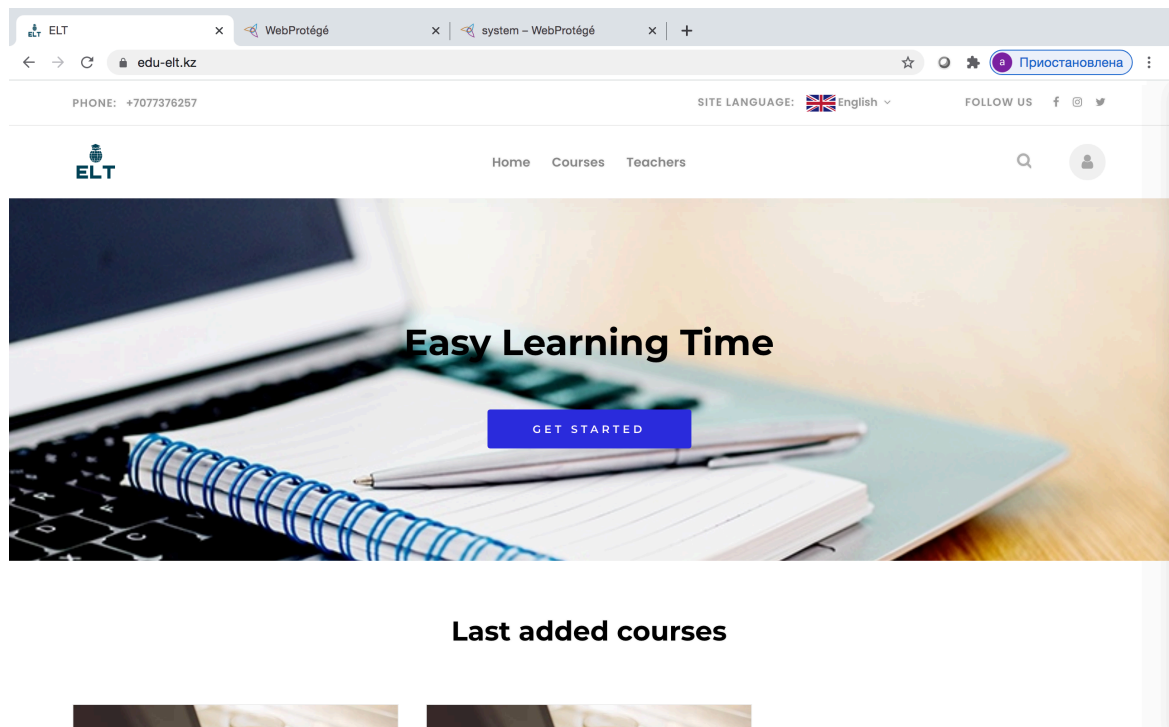 ELT
ELT WebProtégé system – WebProtégé
edu-elt.kz a Приостановлена
PHONE: +7077376257 SITE LANGUAGE: English FOLLOW US
ELT Home Courses Teachers
Easy Learning Time
GET STARTED
Last added courses